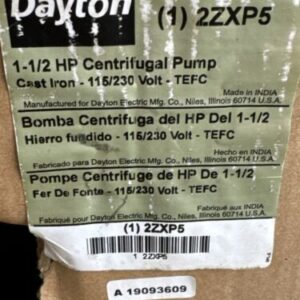 Dayton (1) 2ZXP5
1-1/2 HP Centrifugal Pump
Cast Iron - 115/230 Volt - TEFC
Made in INDIA
Manufactured for Dayton Electric Mfg. Co., Niles, Illinois 60714 U.S.A.
Bomba Centrifuga del HP Del 1-1/2
Hierro fundido - 115/230 Volt - TEFC
Hecho en INDIA
Fabricado para Dayton Electric Mfg. Co., Niles, Illinois 60714 U.S.A.
Pompe Centrifuge de HP De 1-1/2
Fer De Fonte - 115/230 Volt - TEFC
Fabriqué en INDIA
Fabriqué pour Dayton Electric Mfg. Co., Niles, Illinois 60714 U.S.A.
(1) 2ZXP5
1 2ZXP5
A 19093609